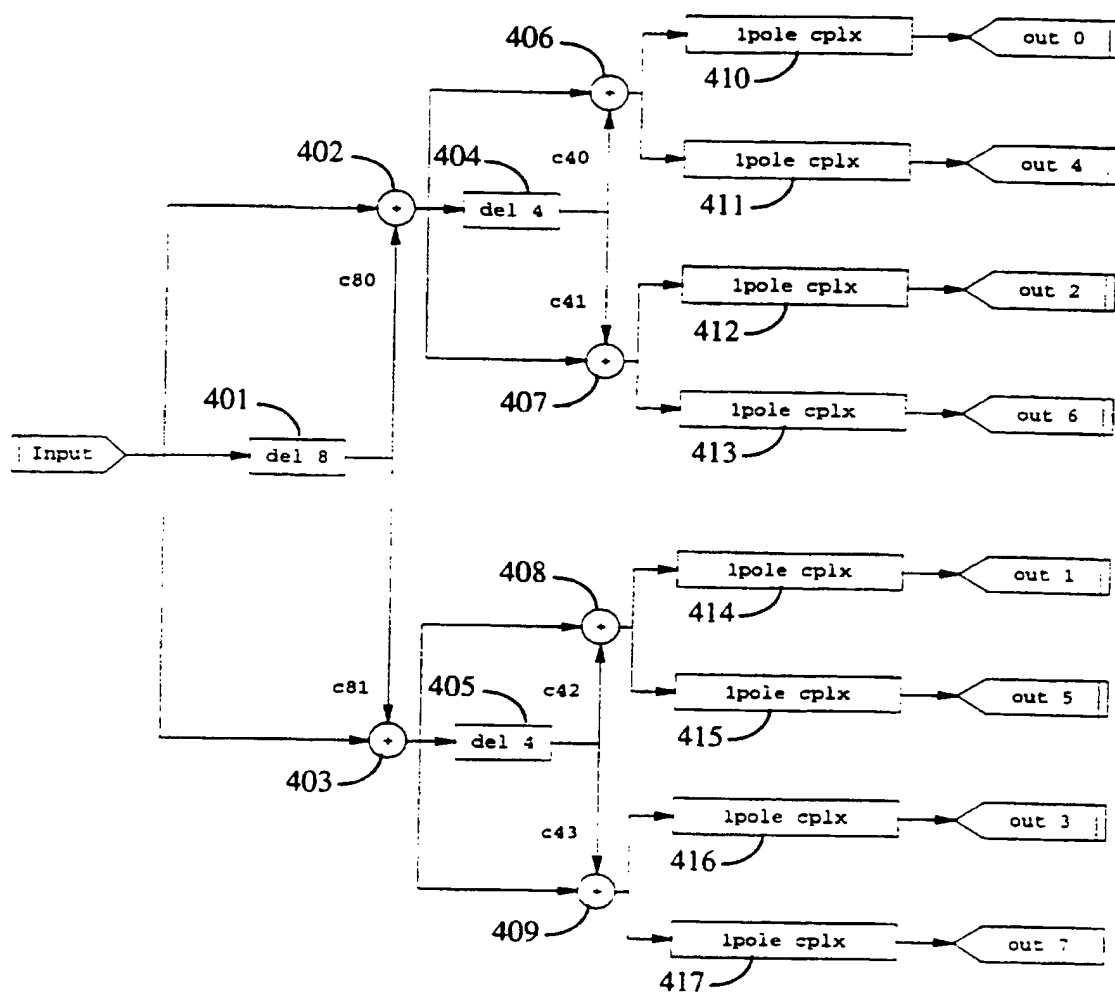 406
1pole cplx
out 0
410
402
404
c40
1pole cplx
out 4
del 4
411
c80
c41
1pole cplx
out 2
412
401
407
1pole cplx
out 6
Input
del 8
413
408
1pole cplx
out 1
414
c81
405
c42
1pole cplx
out 5
del 4
415
403
c43
1pole cplx
out 3
416
409
1pole cplx
out 7
417